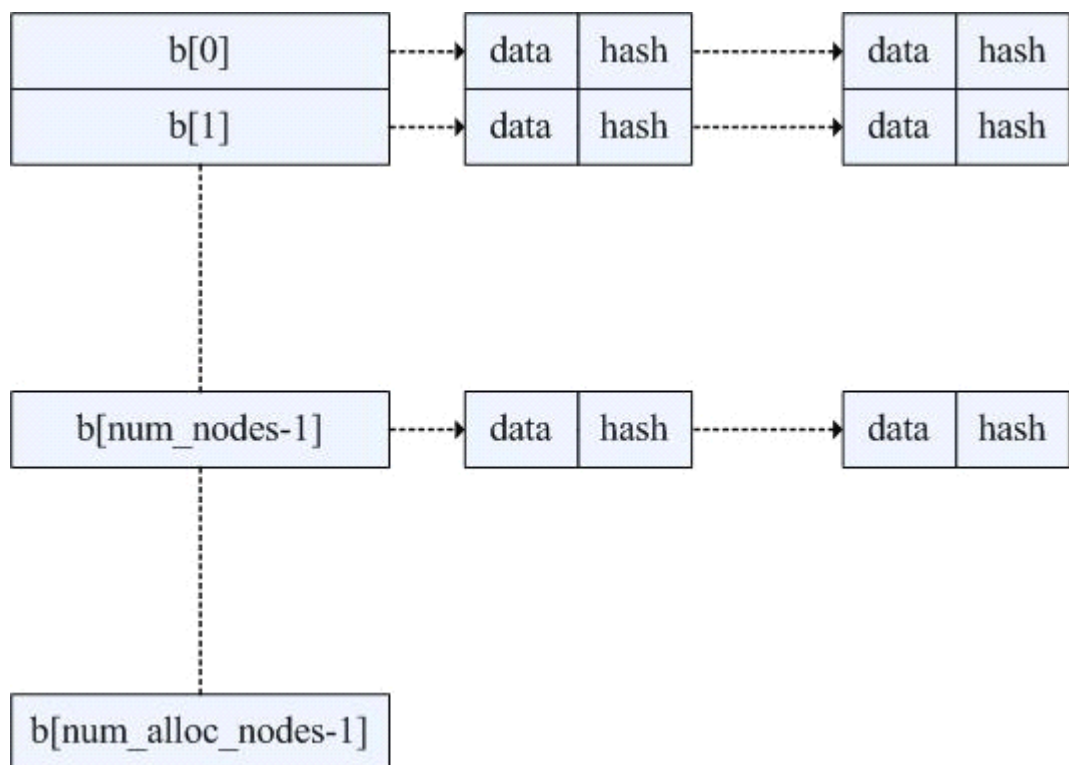 b[0] data hash data hash
b[1] data hash data hash
b[num_nodes-1] data hash data hash
b[num_alloc_nodes-1]